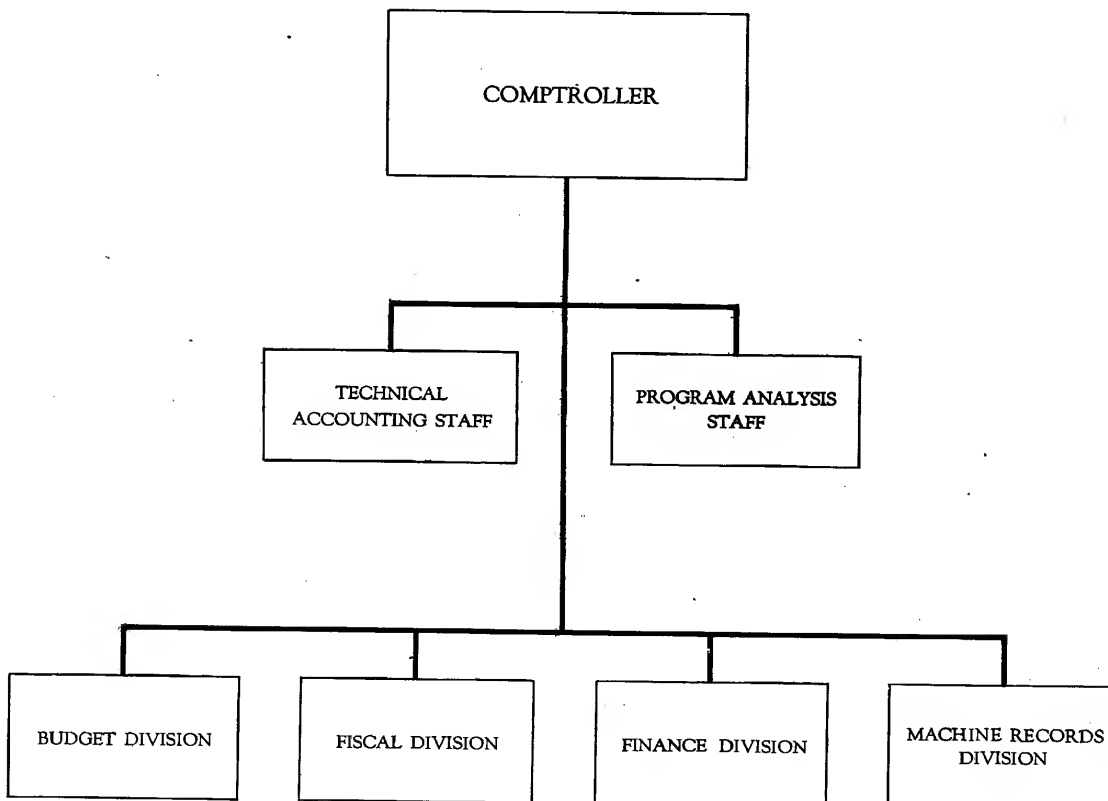 COMPTROLLER
TECHNICAL
ACCOUNTING STAFF
PROGRAM ANALYSIS
STAFF
BUDGET DIVISION
FISCAL DIVISION
FINANCE DIVISION
MACHINE RECORDS
DIVISION